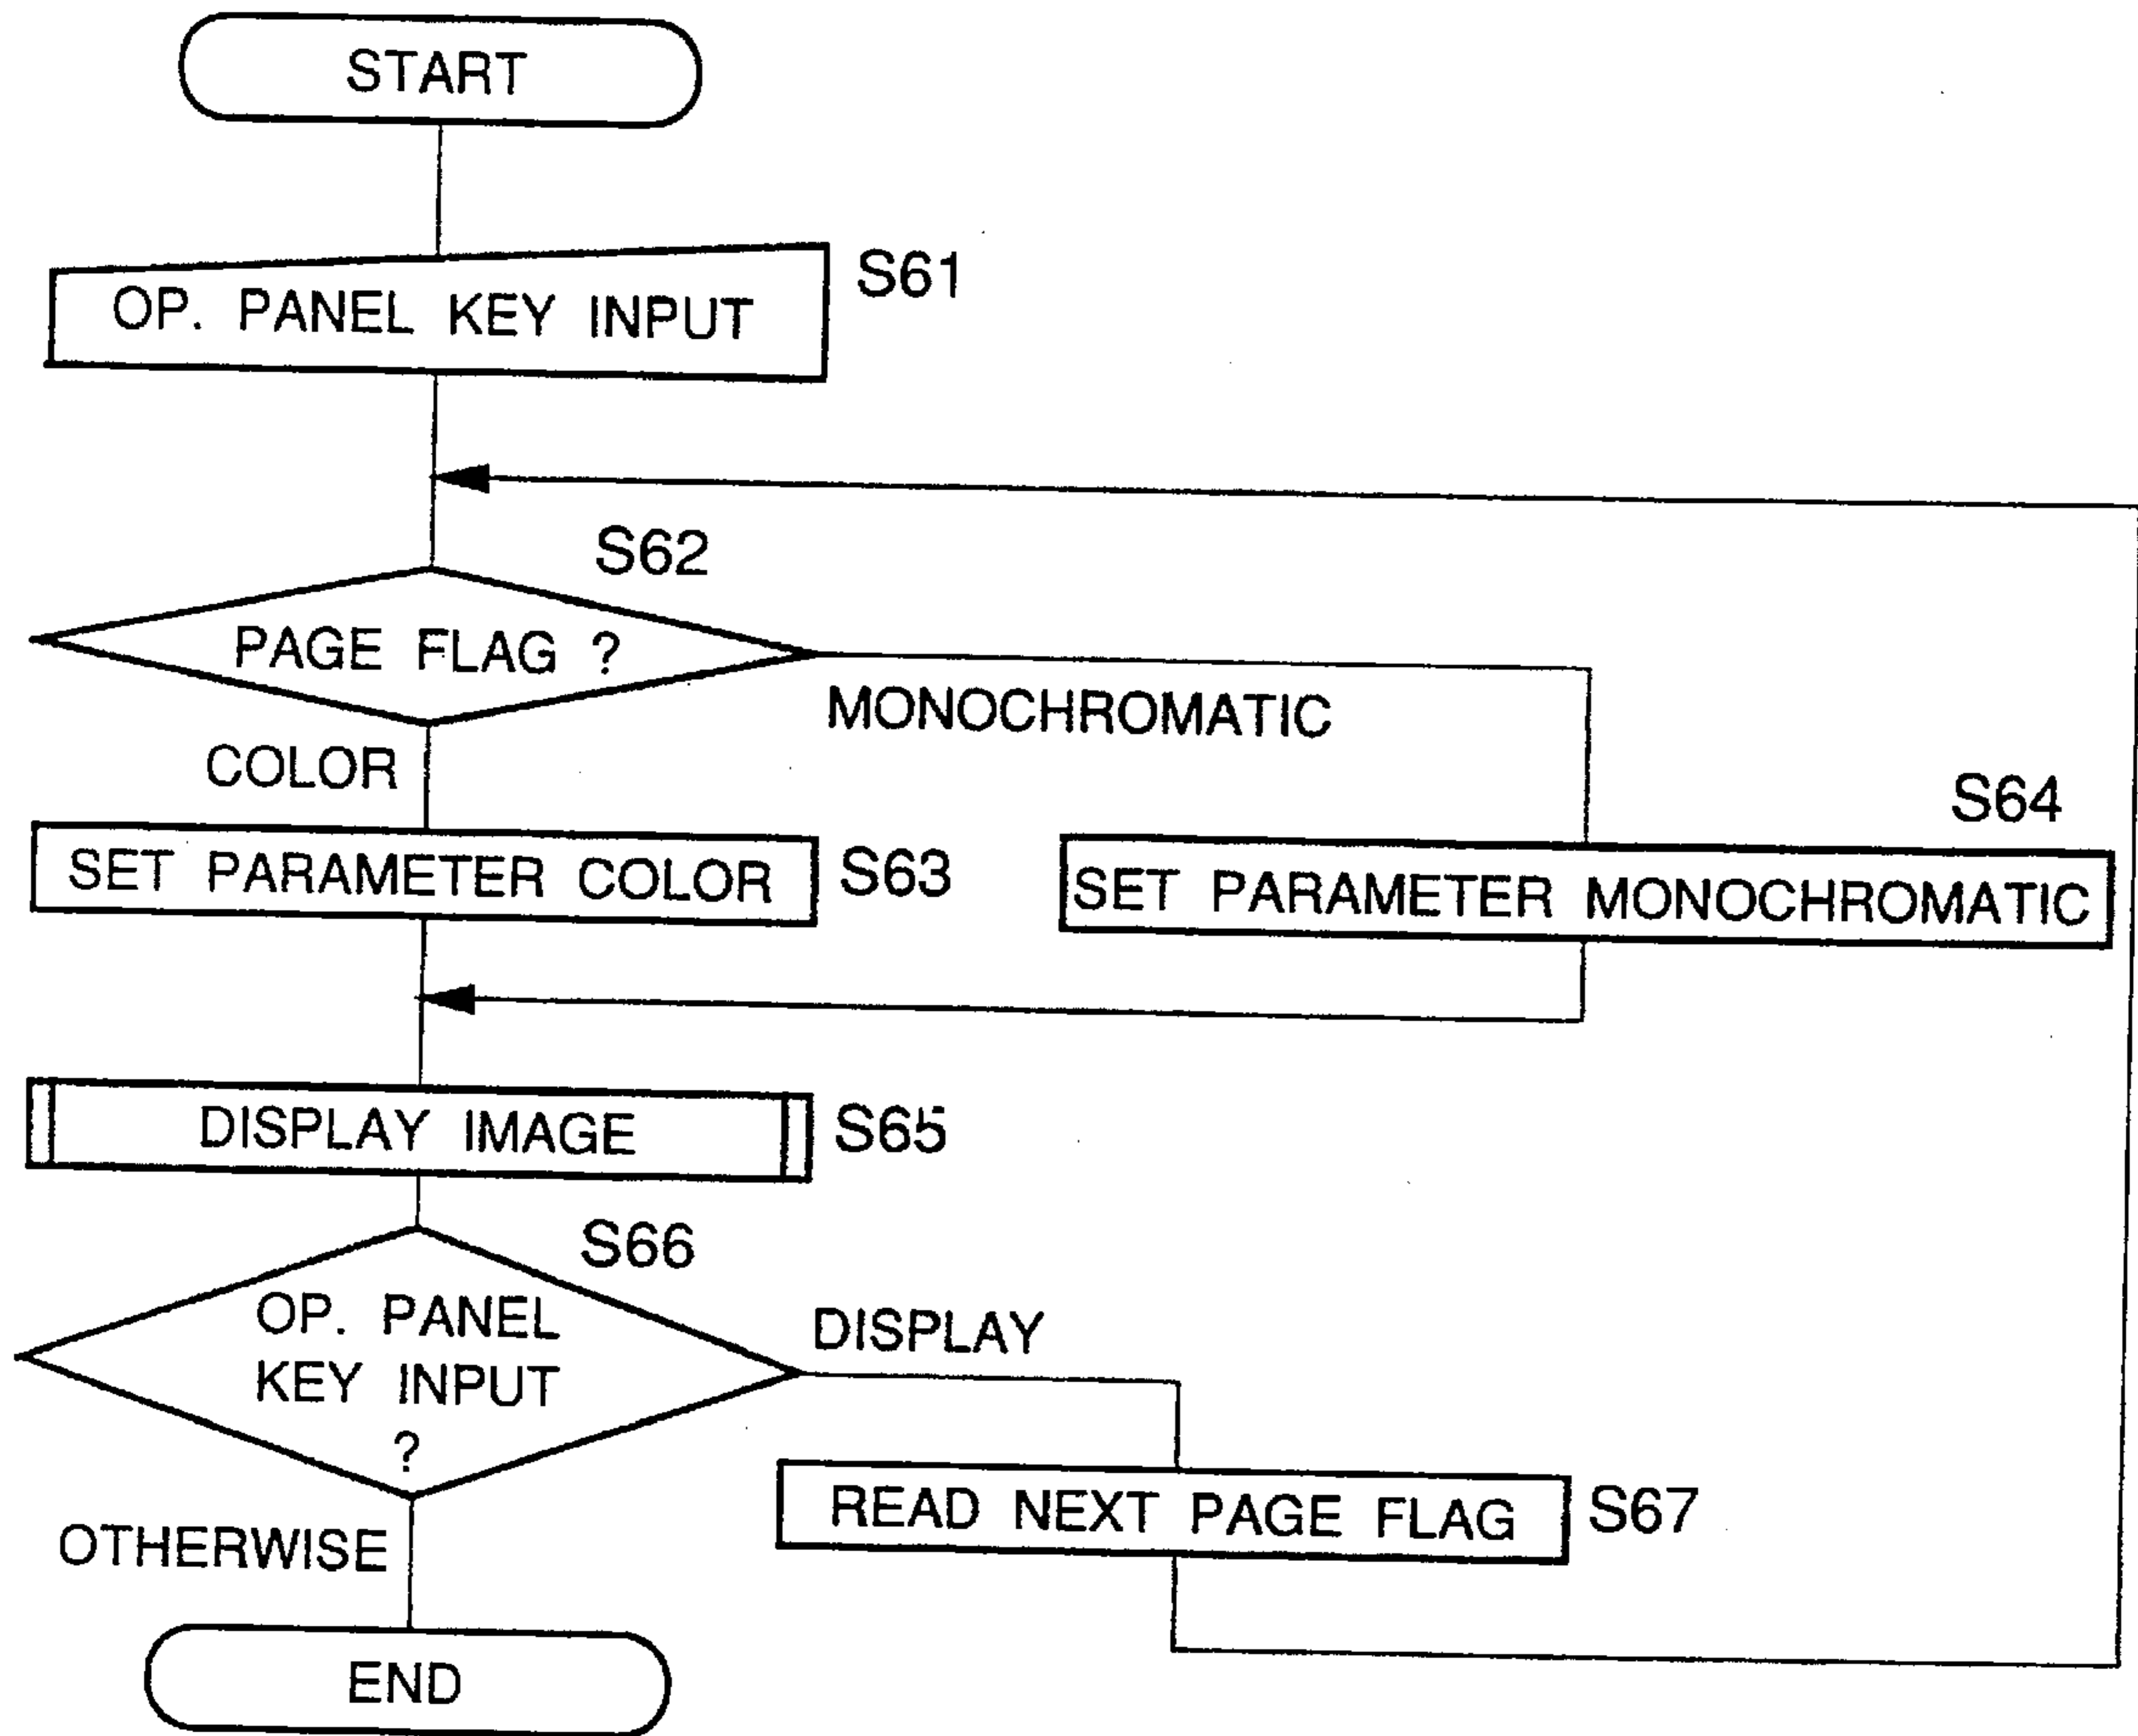 START
OP. PANEL KEY INPUT
S61
S62
PAGE FLAG ?
MONOCHROMATIC
COLOR
S64
SET PARAMETER COLOR
S63
SET PARAMETER MONOCHROMATIC
DISPLAY IMAGE
S65
S66
OP. PANEL
KEY INPUT
?
DISPLAY
READ NEXT PAGE FLAG
S67
OTHERWISE
END